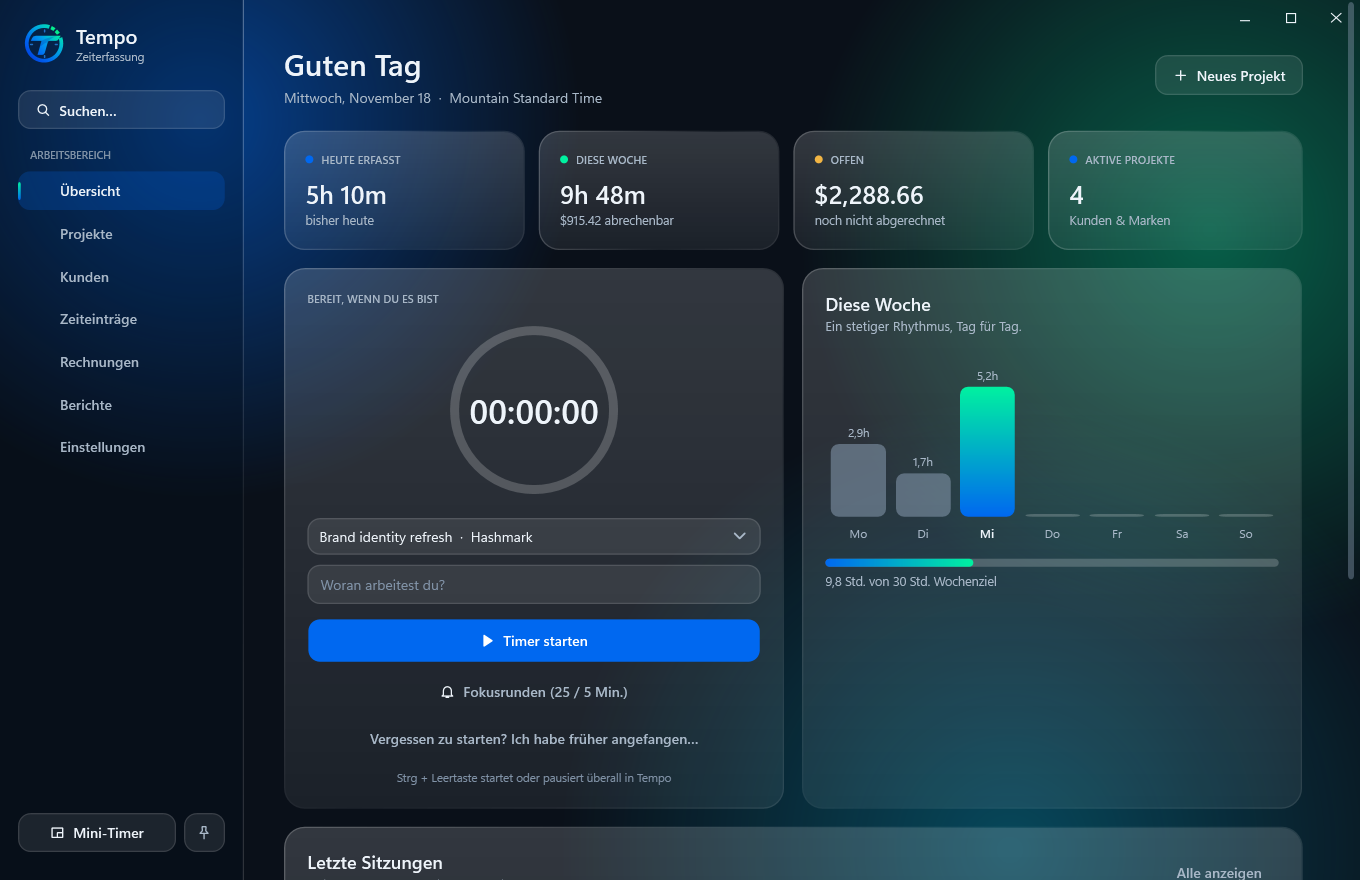 Tempo
Zeiterfassung
Suchen...
ARBEITSBEREICH
Übersicht
Projekte
Kunden
Zeiteinträge
Rechnungen
Berichte
Einstellungen
Mini-Timer
Guten Tag
Mittwoch, November 18 · Mountain Standard Time
+ Neues Projekt
HEUTE ERFASST
5h 10m
bisher heute
DIESE WOCHE
9h 48m
$915.42 abrechenbar
OFFEN
$2,288.66
noch nicht abgerechnet
AKTIVE PROJEKTE
4
Kunden & Marken
BEREIT, WENN DU ES BIST
00:00:00
Brand identity refresh · Hashmark
Woran arbeitest du?
Timer starten
Fokusrunden (25 / 5 Min.)
Vergessen zu starten? Ich habe früher angefangen...
Strg + Leertaste startet oder pausiert überall in Tempo
Diese Woche
Ein stetiger Rhythmus, Tag für Tag.
5,2h
2,9h
1,7h
Mo Di Mi Do Fr Sa So
9,8 Std. von 30 Std. Wochenziel
Letzte Sitzungen
Alle anzeigen